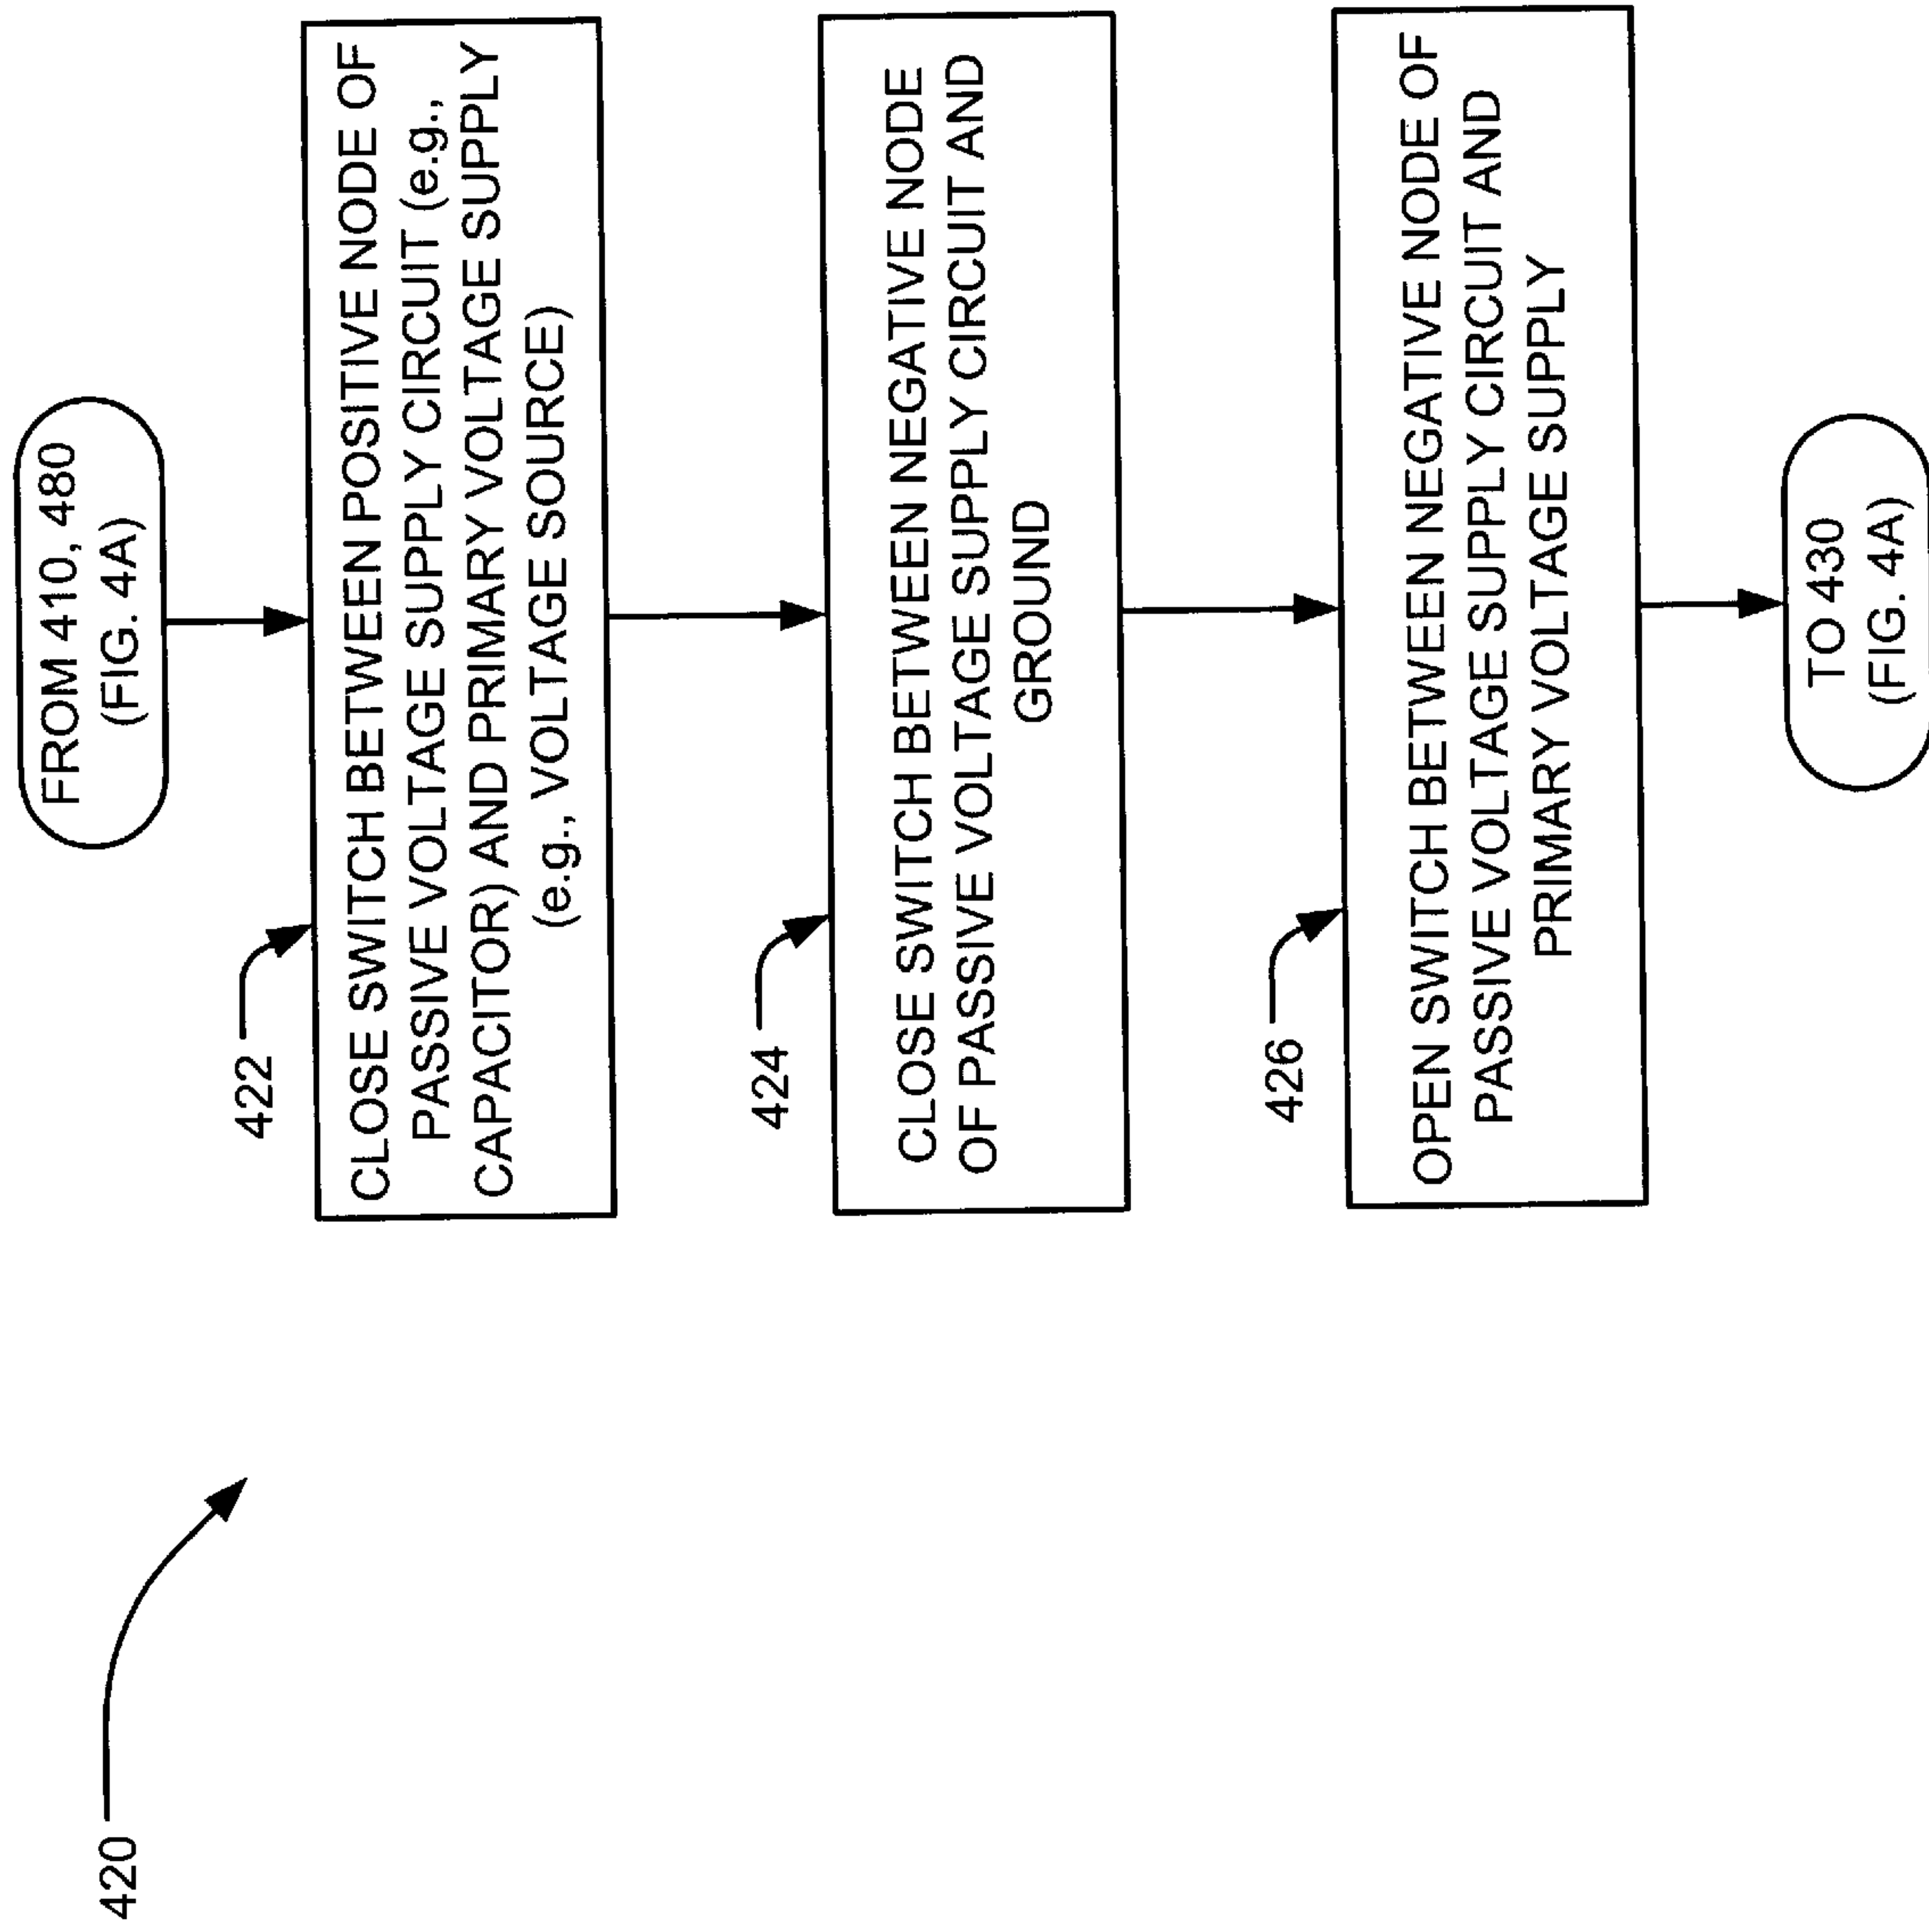 420
FROM 410, 480
(FIG. 4A)
422
CLOSE SWITCH BETWEEN POSITIVE NODE OF
PASSIVE VOLTAGE SUPPLY CIRCUIT (e.g.,
CAPACITOR) AND PRIMARY VOLTAGE SUPPLY
(e.g., VOLTAGE SOURCE)
424
CLOSE SWITCH BETWEEN NEGATIVE NODE
OF PASSIVE VOLTAGE SUPPLY CIRCUIT AND
GROUND
426
OPEN SWITCH BETWEEN NEGATIVE NODE OF
PASSIVE VOLTAGE SUPPLY CIRCUIT AND
PRIMARY VOLTAGE SUPPLY
TO 430
(FIG. 4A)